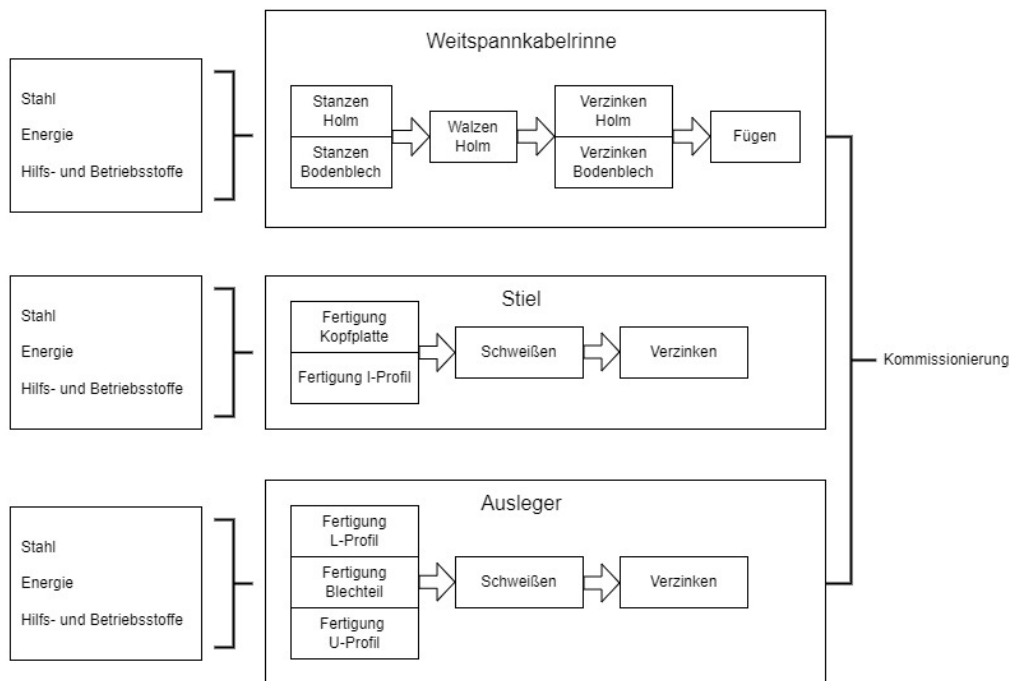 Weitspannkabelrinne
Stahl
Energie
Hilfs- und Betriebsstoffe
Stanzen
Holm
Stanzen
Bodenblech
Walzen
Holm
Verzinken
Holm
Verzinken
Bodenblech
Fügen
Stiel
Stahl
Energie
Hilfs- und Betriebsstoffe
Fertigung
Kopfplatte
Fertigung I-Profil
Schweißen
Verzinken
Kommissionierung
Ausleger
Stahl
Energie
Hilfs- und Betriebsstoffe
Fertigung
L-Profil
Fertigung
Blechteil
Fertigung
U-Profil
Schweißen
Verzinken